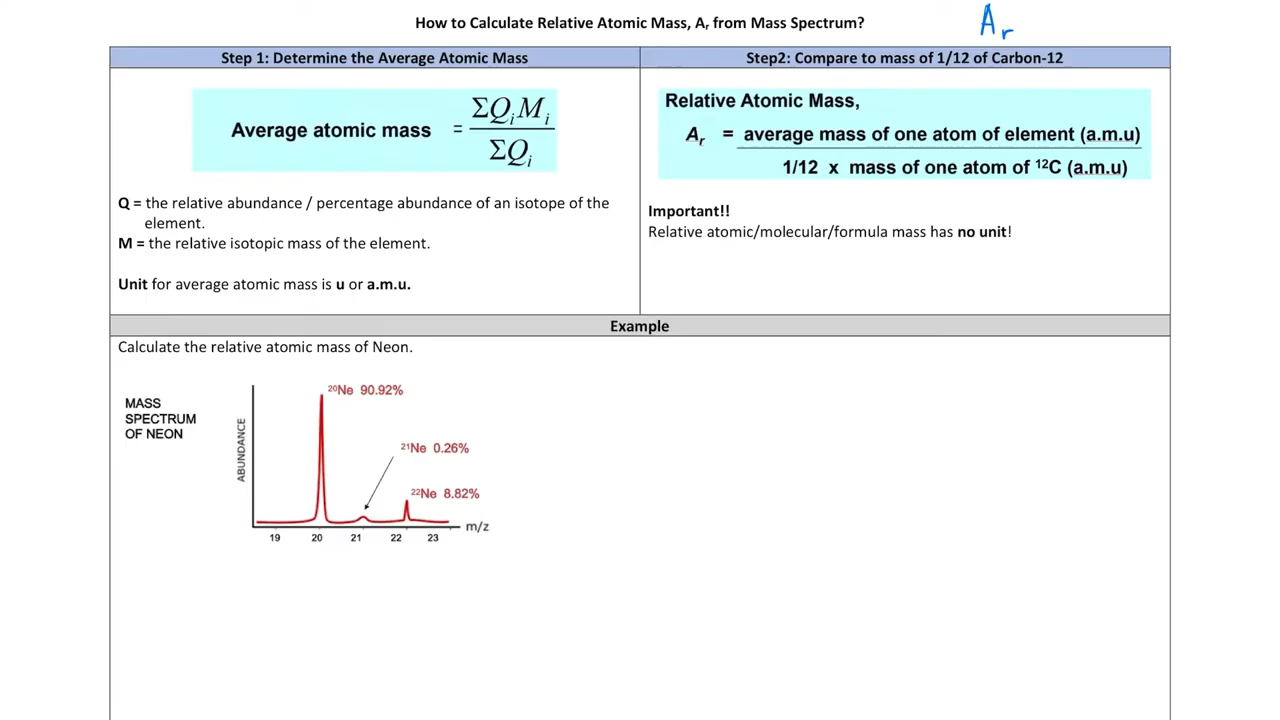 How to Calculate Relative Atomic Mass, Aᵣ from Mass Spectrum?
Aᵣ
Step 1: Determine the Average Atomic Mass
Average atomic mass = ΣQᵢMᵢ / ΣQᵢ
Q = the relative abundance / percentage abundance of an isotope of the
element.
M = the relative isotopic mass of the element.
Unit for average atomic mass is u or a.m.u.
Step2: Compare to mass of 1/12 of Carbon-12
Relative Atomic Mass,
Aᵣ = average mass of one atom of element (a.m.u)
1/12 x mass of one atom of ¹²C (a.m.u)
Important!!
Relative atomic/molecular/formula mass has no unit!
Example
Calculate the relative atomic mass of Neon.
MASS
SPECTRUM
OF NEON
ABUNDANCE
²⁰Ne 90.92%
²¹Ne 0.26%
²²Ne 8.82%
m/z
19 20 21 22 23